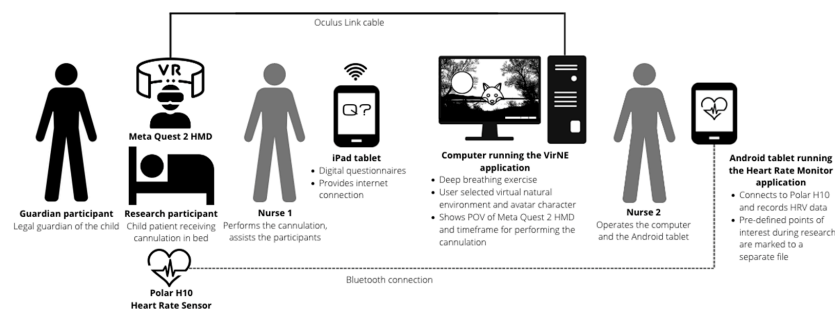 Oculus Link cable
VR
Meta Quest 2 HMD
Q?
Guardian participant
Legal guardian of the child
Research participant
Child patient receiving
cannulation in bed
Nurse 1
Performs the cannulation,
assists the participants
iPad tablet
• Digital questionnaires
• Provides internet
connection
Computer running the VirNE
application
• Deep breathing exercise
• User selected virtual natural
environment and avatar character
• Shows POV of Meta Quest 2 HMD
and timeframe for performing the
cannulation
Nurse 2
Operates the computer
and the Android tablet
Android tablet running
the Heart Rate Monitor
application
• Connects to Polar H10
and records HRV data
• Pre-defined points of
interest during research
are marked to a
separate file
Bluetooth connection
Polar H10
Heart Rate Sensor